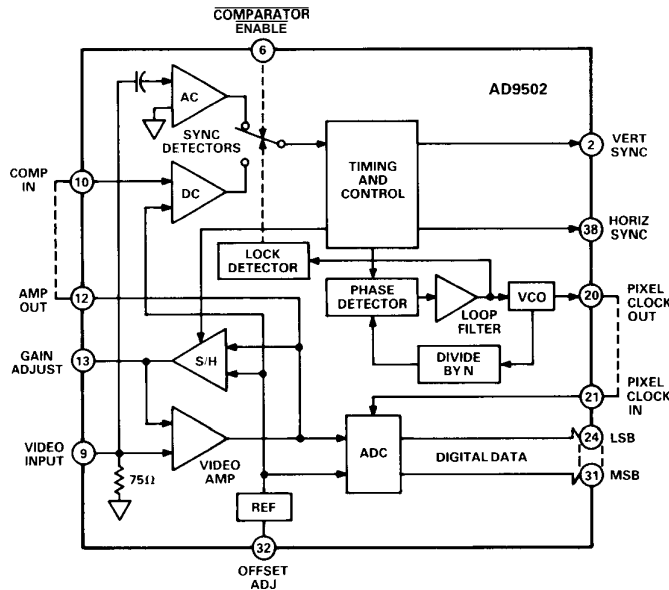 COMPARATOR
ENABLE
6
AD9502
AC
SYNC
DETECTORS
DC
TIMING
AND
CONTROL
2
VERT
SYNC
COMP
IN
10
38
HORIZ
SYNC
LOCK
DETECTOR
AMP
OUT
12
PHASE
DETECTOR
LOOP
FILTER
VCO
20
PIXEL
CLOCK
OUT
GAIN
ADJUST
13
S/H
DIVIDE
BY N
21
PIXEL
CLOCK
IN
VIDEO
INPUT
9
75Ω
VIDEO
AMP
ADC
DIGITAL DATA
24
LSB
31
MSB
REF
32
OFFSET
ADJ